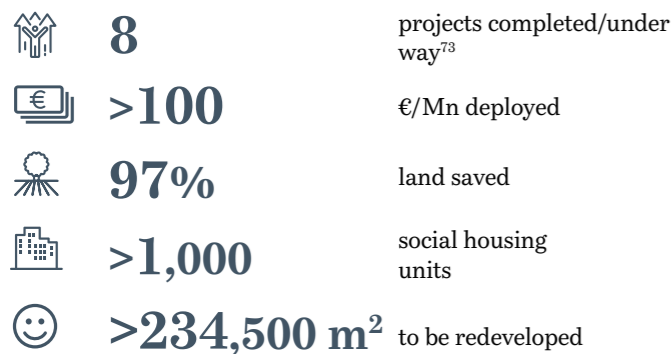 8
projects completed/under
way73
>100
€/Mn deployed
97%
land saved
>1,000
social housing
units
>234,500 m²
to be redeveloped